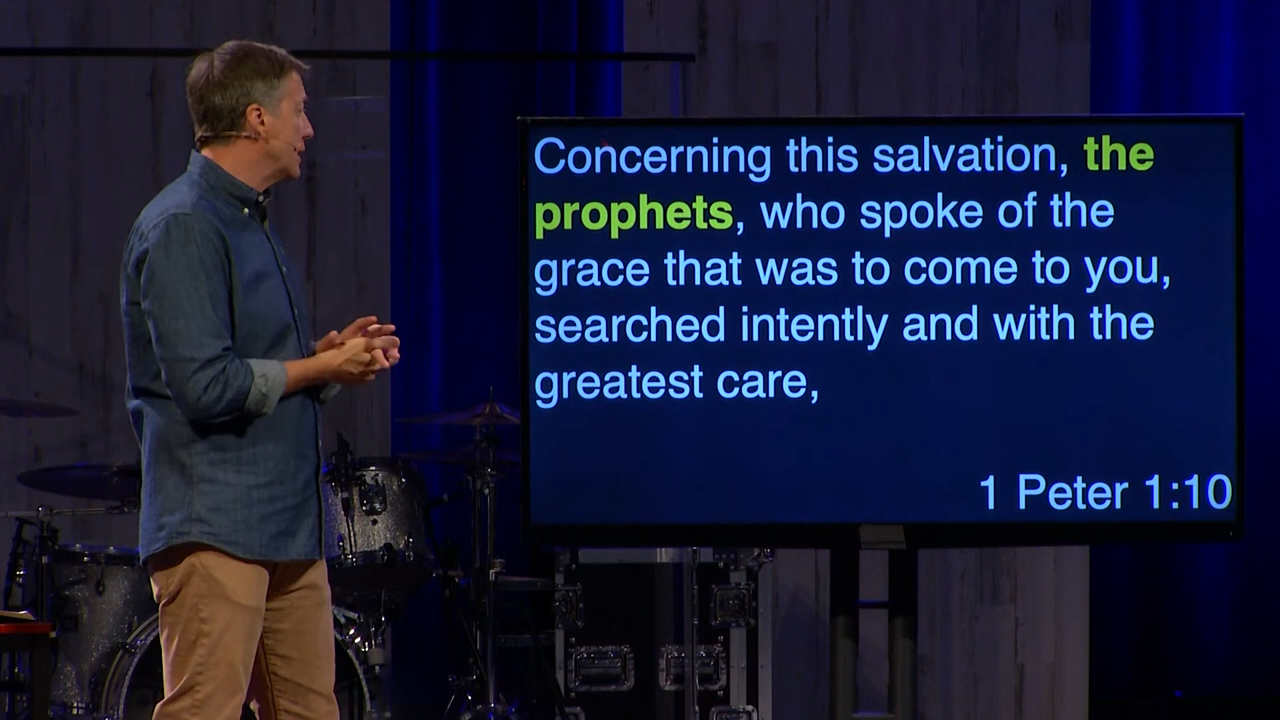 Concerning this salvation, the
prophets, who spoke of the
grace that was to come to you,
searched intently and with the
greatest care,
1 Peter 1:10